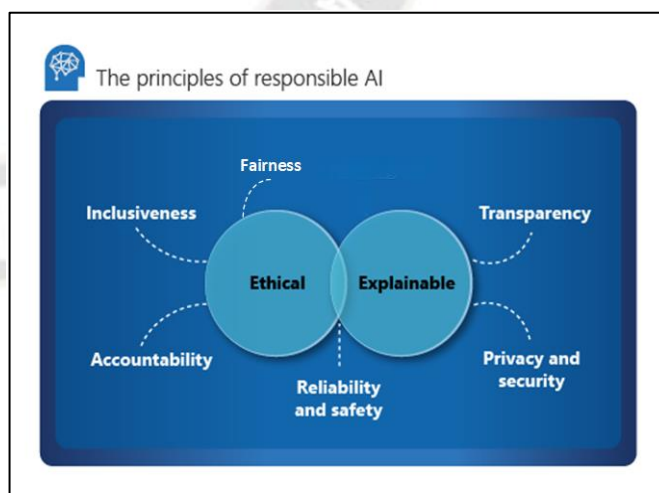 The principles of responsible AI
Fairness
Inclusiveness
Transparency
Ethical
Explainable
Accountability
Reliability
and safety
Privacy and
security